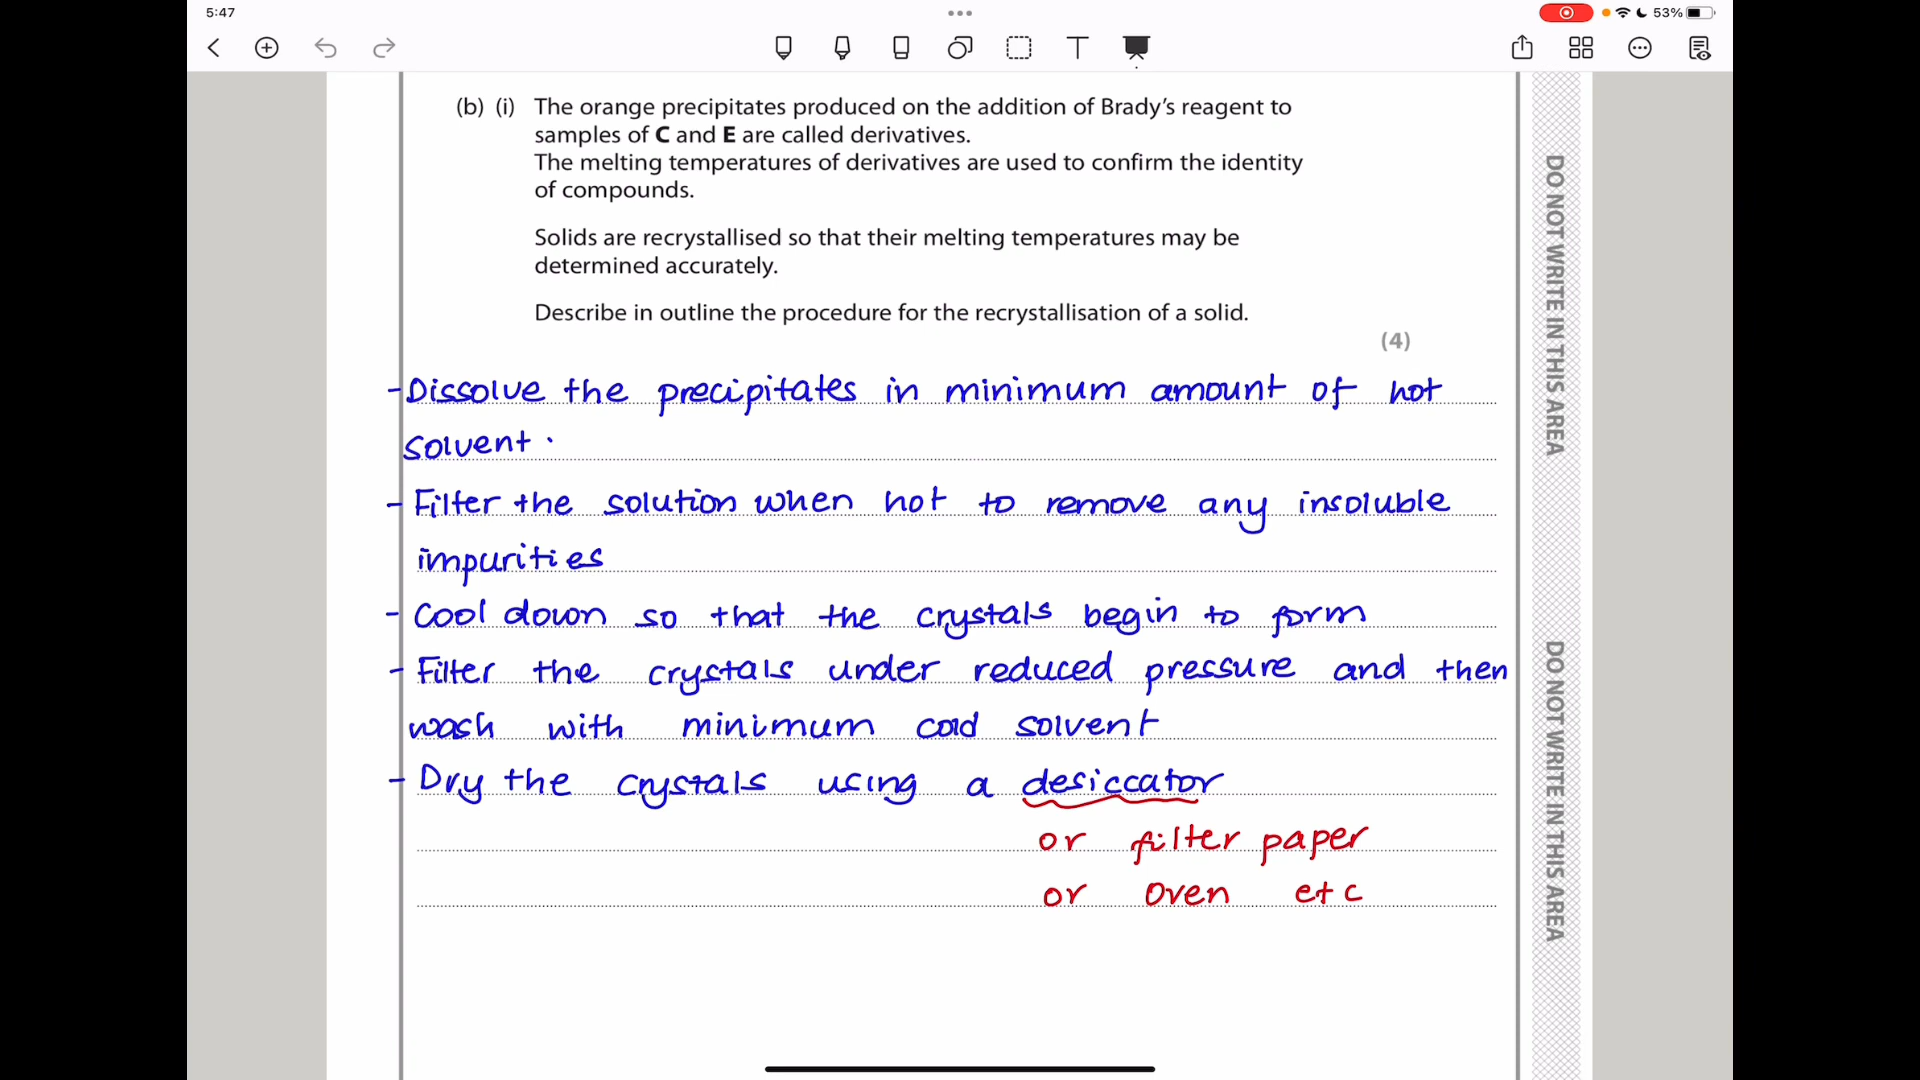 5:47
53%
(b) (i) The orange precipitates produced on the addition of Brady's reagent to
samples of C and E are called derivatives.
The melting temperatures of derivatives are used to confirm the identity
of compounds.
Solids are recrystallised so that their melting temperatures may be
determined accurately.
Describe in outline the procedure for the recrystallisation of a solid.
(4)
- Dissolve the precipitates in minimum amount of hot
solvent.
- Filter the solution when hot to remove any insoluble
impurities
- Cool down so that the crystals begin to form
- Filter the crystals under reduced pressure and then
wash with minimum cold solvent
- Dry the crystals using a desiccator
or filter paper
or oven etc
DO NOT WRITE IN THIS AREA
DO NOT WRITE IN THIS AREA